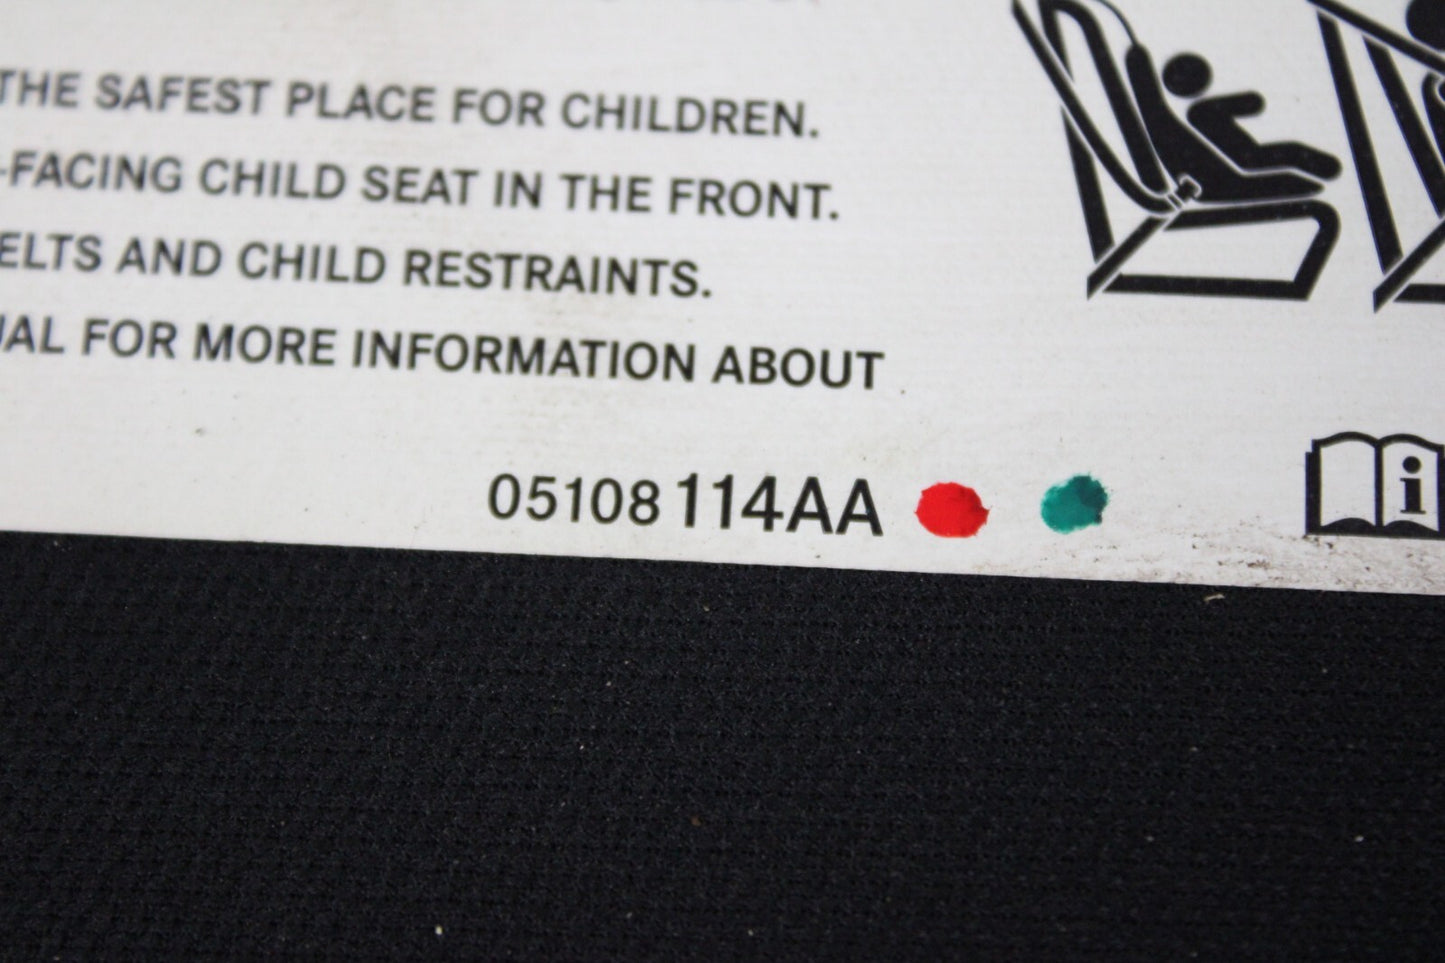 THE SAFEST PLACE FOR CHILDREN.
-FACING CHILD SEAT IN THE FRONT.
ELTS AND CHILD RESTRAINTS.
UAL FOR MORE INFORMATION ABOUT
05108114AA
i